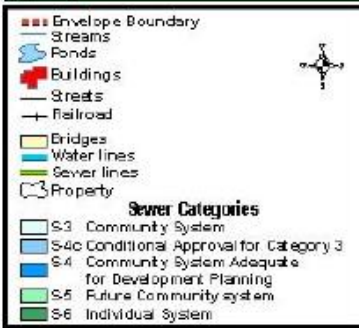 Envelope Boundary
Streams
Ponds
Buildings
Streets
Railroad
Bridges
Water lines
Sewer lines
Property
Sewer Categories
S-3 Community System
S-4c Conditional Approval for Category 3
S-4 Community System Adequate
for Development Planning
S-5 Future Community system
S-6 Individual System